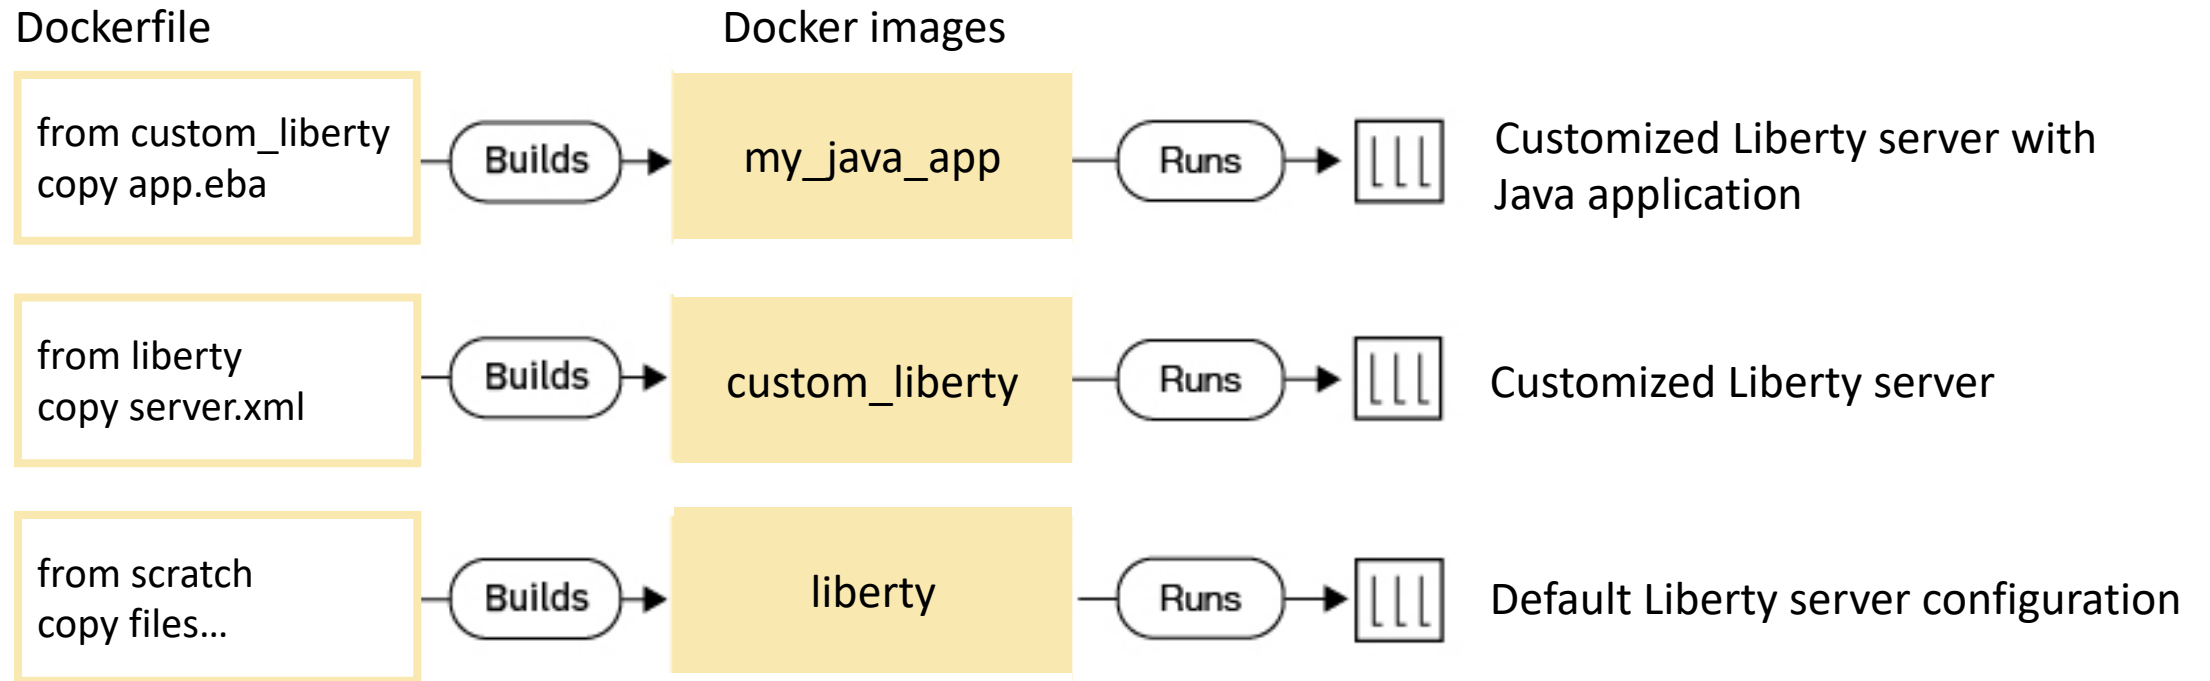 Dockerfile
Docker images
from custom_liberty
copy app.eba
Builds
my_java_app
Runs
Customized Liberty server with
Java application
from liberty
copy server.xml
Builds
custom_liberty
Runs
Customized Liberty server
from scratch
copy files...
Builds
liberty
Runs
Default Liberty server configuration